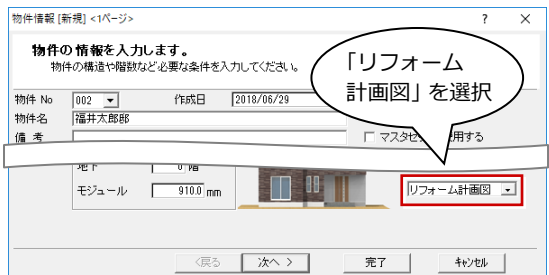 物件情報 [新規] <1ページ>
? ×
物件の情報を入力します。
物件の構造や階数など必要な条件を入力してください。
「リフォーム
計画図」を選択
物件 No 002 作成日 2018/06/29
物件名 福井太郎邸
備 考
マスタ 使用する
地下 0 階
モジュール 910.0 mm
リフォーム計画図
<戻る 次へ > 完了 キャンセル